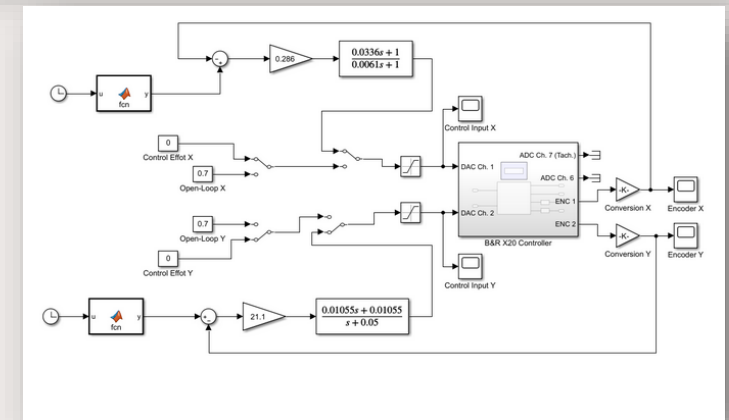 0.286
0.0336s + 1
0.0061s + 1
u
y
fcn
Control Input X
0
Control Effot X
0.7
Open-Loop X
ADC Ch. 7 (Tach.)
DAC Ch. 1
ADC Ch. 6
ENC 1
-K-
Conversion X
Encoder X
0.7
Open-Loop Y
DAC Ch. 2
ENC 2
-K-
B&R X20 Controller
Conversion Y
Encoder Y
0
Control Effot Y
Control Input Y
u
y
fcn
21.1
0.01055s + 0.01055
s + 0.05